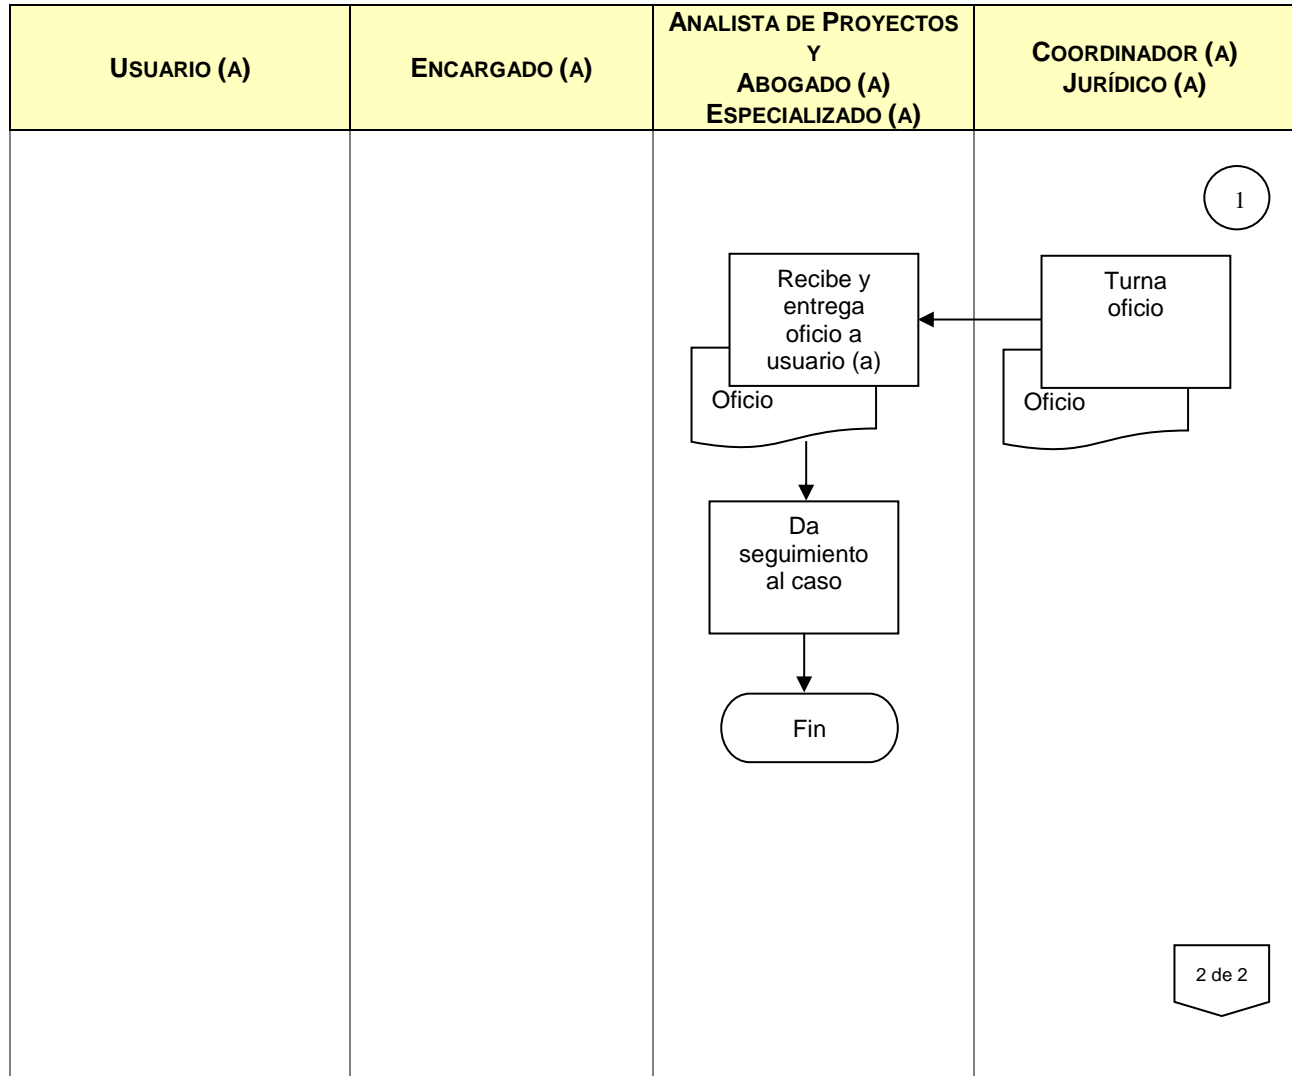 USUARIO (A)
ENCARGADO (A)
ANALISTA DE PROYECTOS
Y
ABOGADO (A)
ESPECIALIZADO (A)
COORDINADOR (A)
JURÍDICO (A)
1
Turna
oficio
Oficio
Recibe y
entrega
oficio a
usuario (a)
Oficio
Da
seguimiento
al caso
Fin
2 de 2